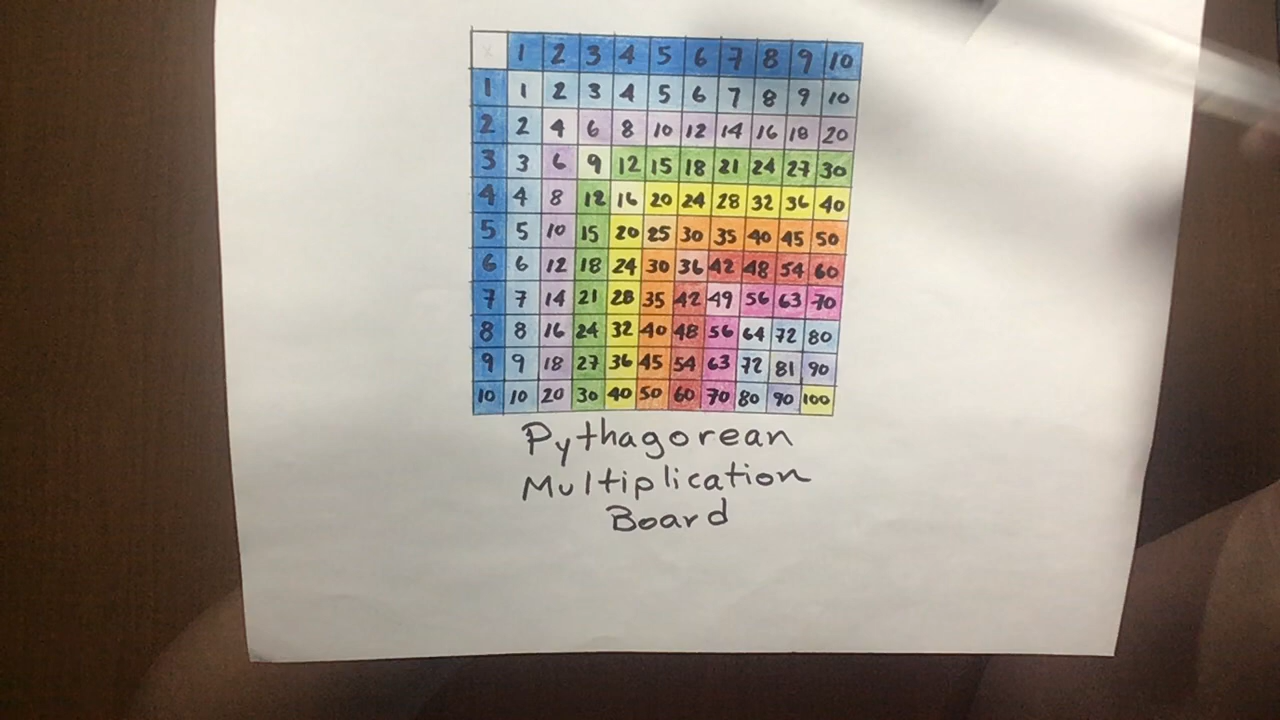 x 1 2 3 4 5 6 7 8 9 10
1 1 2 3 4 5 6 7 8 9 10
2 2 4 6 8 10 12 14 16 18 20
3 3 6 9 12 15 18 21 24 27 30
4 4 8 12 16 20 24 28 32 36 40
5 5 10 15 20 25 30 35 40 45 50
6 6 12 18 24 30 36 42 48 54 60
7 7 14 21 28 35 42 49 56 63 70
8 8 16 24 32 40 48 56 64 72 80
9 9 18 27 36 45 54 63 72 81 90
10 10 20 30 40 50 60 70 80 90 100
Pythagorean
Multiplication
Board